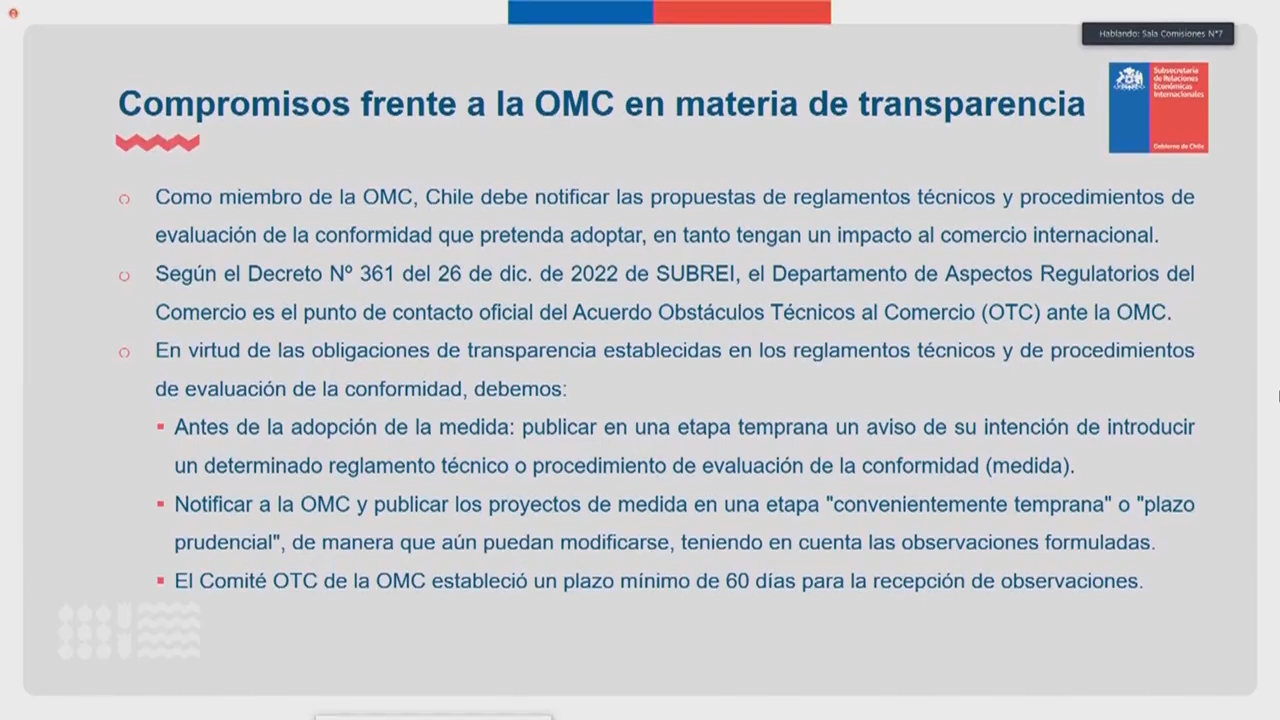 Hablando: Sala Comisiones N°7
Compromisos frente a la OMC en materia de transparencia
Subsecretaría
de Relaciones
Económicas
Internacionales
Gobierno de Chile
Como miembro de la OMC, Chile debe notificar las propuestas de reglamentos técnicos y procedimientos de
evaluación de la conformidad que pretenda adoptar, en tanto tengan un impacto al comercio internacional.
Según el Decreto Nº 361 del 26 de dic. de 2022 de SUBREI, el Departamento de Aspectos Regulatorios del
Comercio es el punto de contacto oficial del Acuerdo Obstáculos Técnicos al Comercio (OTC) ante la OMC.
En virtud de las obligaciones de transparencia establecidas en los reglamentos técnicos y de procedimientos
de evaluación de la conformidad, debemos:
Antes de la adopción de la medida: publicar en una etapa temprana un aviso de su intención de introducir
un determinado reglamento técnico o procedimiento de evaluación de la conformidad (medida).
Notificar a la OMC y publicar los proyectos de medida en una etapa "convenientemente temprana" o "plazo
prudencial", de manera que aún puedan modificarse, teniendo en cuenta las observaciones formuladas.
El Comité OTC de la OMC estableció un plazo mínimo de 60 días para la recepción de observaciones.